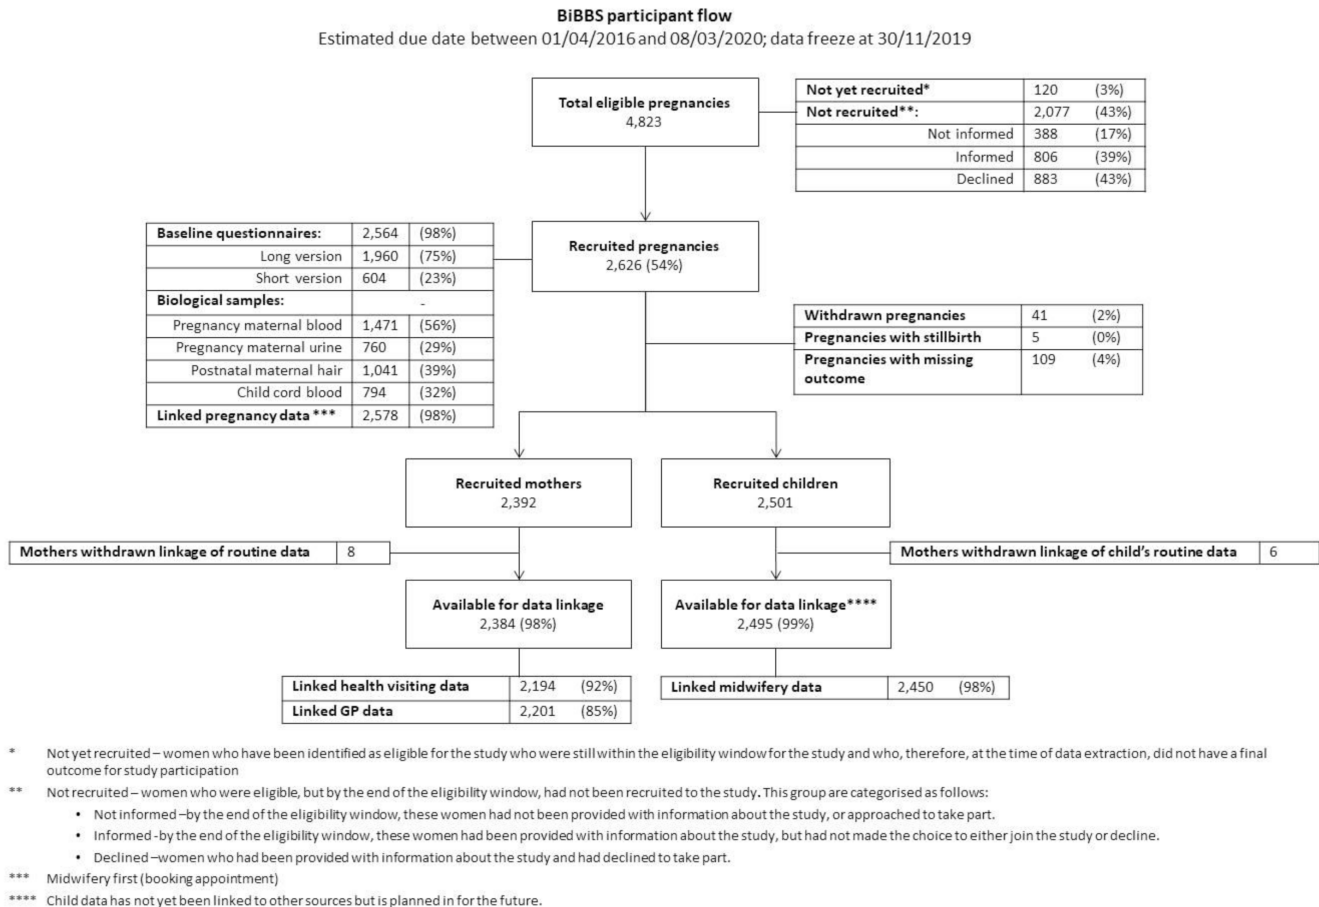 BiBBS participant flow
Estimated due date between 01/04/2016 and 08/03/2020; data freeze at 30/11/2019
Total eligible pregnancies
4,823
Not yet recruited* 120 (3%)
Not recruited**: 2,077 (43%)
Not informed 388 (17%)
Informed 806 (39%)
Declined 883 (43%)
Baseline questionnaires: 2,564 (98%)
Long version 1,960 (75%)
Short version 604 (23%)
Biological samples: -
Pregnancy maternal blood 1,471 (56%)
Pregnancy maternal urine 760 (29%)
Postnatal maternal hair 1,041 (39%)
Child cord blood 794 (32%)
Linked pregnancy data *** 2,578 (98%)
Recruited pregnancies
2,626 (54%)
Withdrawn pregnancies 41 (2%)
Pregnancies with stillbirth 5 (0%)
Pregnancies with missing 109 (4%)
outcome
Recruited mothers
2,392
Recruited children
2,501
Mothers withdrawn linkage of routine data 8
Mothers withdrawn linkage of child's routine data 6
Available for data linkage
2,384 (98%)
Available for data linkage****
2,495 (99%)
Linked health visiting data 2,194 (92%)
Linked GP data 2,201 (85%)
Linked midwifery data 2,450 (98%)
* Not yet recruited – women who have been identified as eligible for the study who were still within the eligibility window for the study and who, therefore, at the time of data extraction, did not have a final
outcome for study participation
** Not recruited – women who were eligible, but by the end of the eligibility window, had not been recruited to the study. This group are categorised as follows:
• Not informed –by the end of the eligibility window, these women had not been provided with information about the study, or approached to take part.
• Informed -by the end of the eligibility window, these women had been provided with information about the study, but had not made the choice to either join the study or decline.
• Declined –women who had been provided with information about the study and had declined to take part.
*** Midwifery first (booking appointment)
**** Child data has not yet been linked to other sources but is planned in for the future.